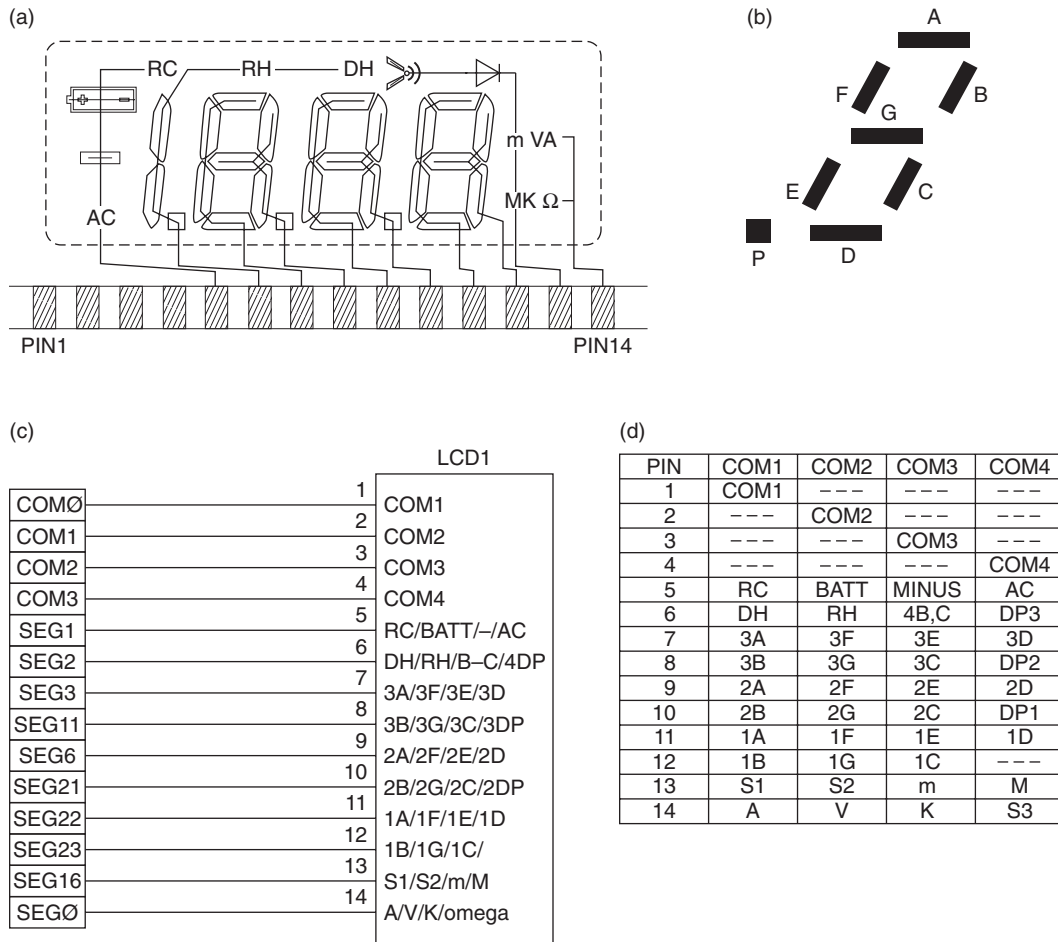 (a)
RC RH DH
m VA
MK Ω
AC
PIN1 PIN14
(b)
A
F B
G
E C
P D
(c)
LCD1
COMØ 1 COM1
COM1 2 COM2
COM2 3 COM3
COM3 4 COM4
SEG1 5 RC/BATT/–/AC
SEG2 6 DH/RH/B–C/4DP
SEG3 7 3A/3F/3E/3D
SEG11 8 3B/3G/3C/3DP
SEG6 9 2A/2F/2E/2D
SEG21 10 2B/2G/2C/2DP
SEG22 11 1A/1F/1E/1D
SEG23 12 1B/1G/1C/
SEG16 13 S1/S2/m/M
SEGØ 14 A/V/K/omega
(d)
PIN COM1 COM2 COM3 COM4
1 COM1 – – – – – – – – –
2 – – – COM2 – – – – – –
3 – – – – – – COM3 – – –
4 – – – – – – – – – COM4
5 RC BATT MINUS AC
6 DH RH 4B,C DP3
7 3A 3F 3E 3D
8 3B 3G 3C DP2
9 2A 2F 2E 2D
10 2B 2G 2C DP1
11 1A 1F 1E 1D
12 1B 1G 1C – – –
13 S1 S2 m M
14 A V K S3